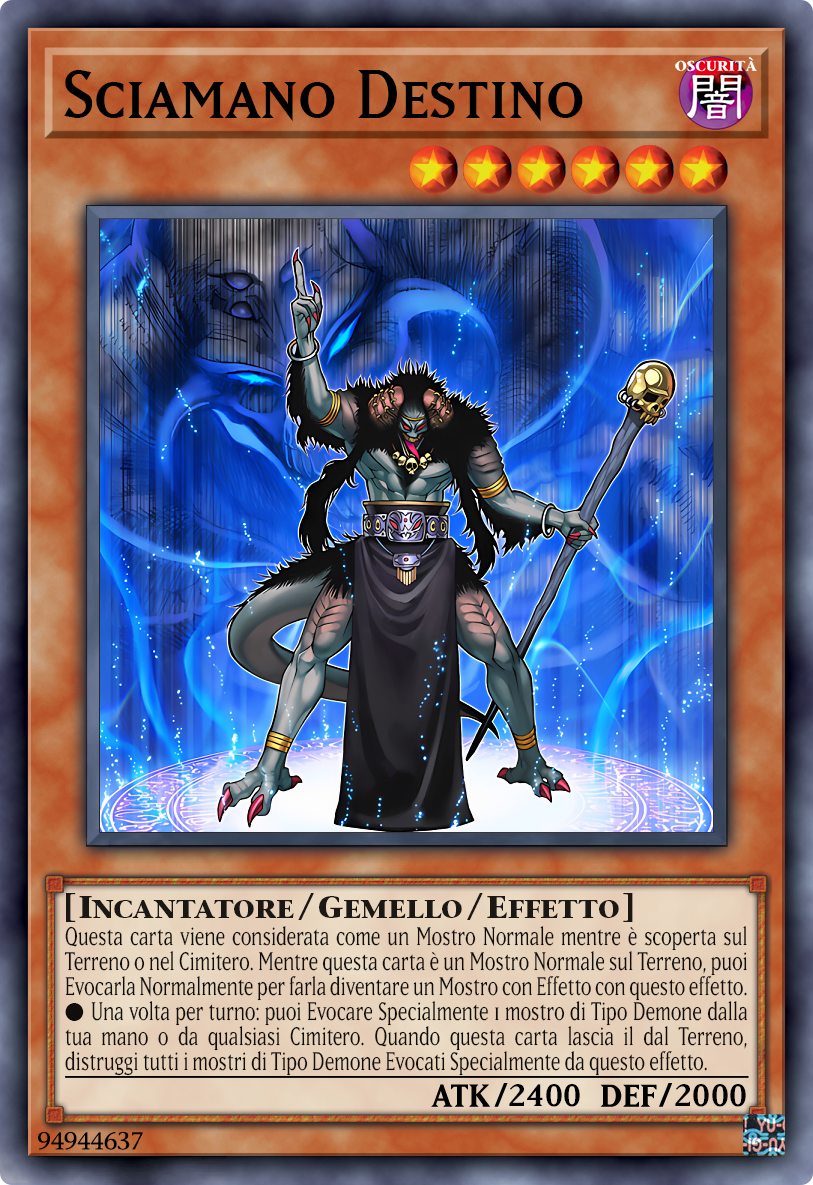 Sciamano Destino
OSCURITÀ
闇
[Incantatore/Gemello/Effetto]
Questa carta viene considerata come un Mostro Normale mentre è scoperta sul
Terreno o nel Cimitero. Mentre questa carta è un Mostro Normale sul Terreno, puoi
Evocarla Normalmente per farla diventare un Mostro con Effetto con questo effetto.
● Una volta per turno: puoi Evocare Specialmente 1 mostro di Tipo Demone dalla
tua mano o da qualsiasi Cimitero. Quando questa carta lascia il dal Terreno,
distruggi tutti i mostri di Tipo Demone Evocati Specialmente da questo effetto.
ATK/2400 DEF/2000
94944637